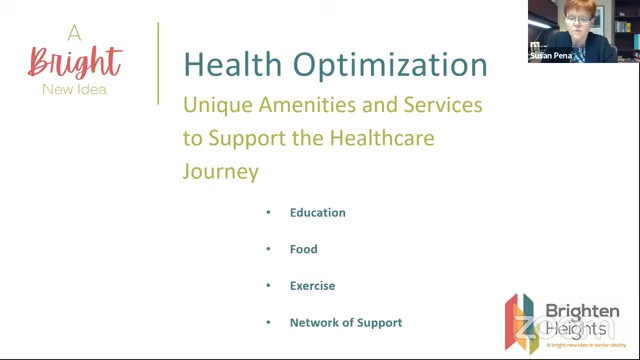 A
Bright
New Idea
Health Optimization
Unique Amenities and Services
to Support the Healthcare
Journey
• Education
• Food
• Exercise
• Network of Support
Susan Pena
Brighten
Heights
zoom
A bright new idea in senior vitality